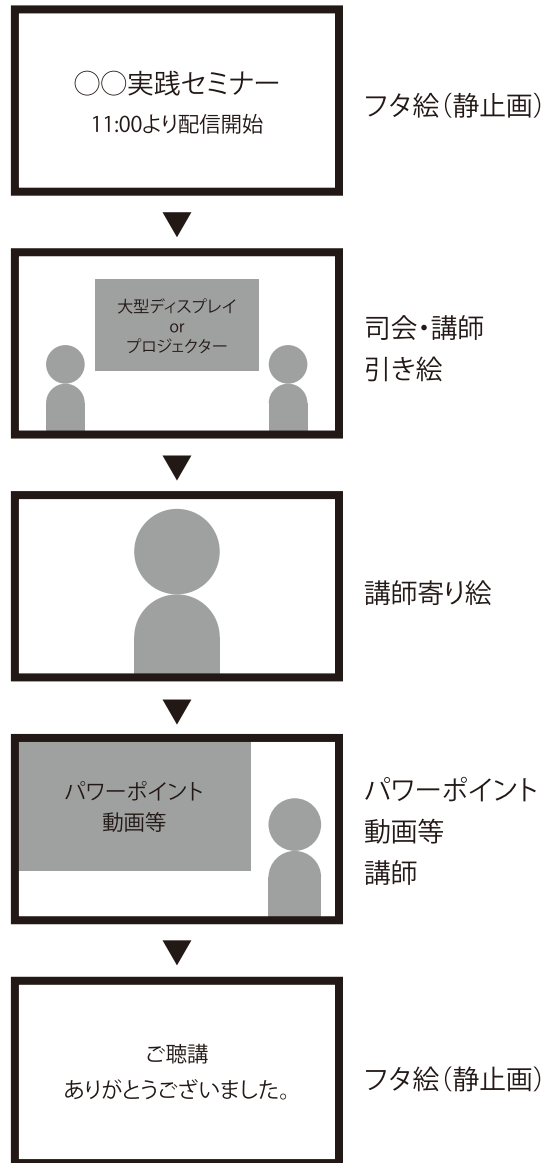 ○○実践セミナー
11:00より配信開始
フタ絵（静止画）
大型ディスプレイ
or
プロジェクター
司会・講師
引き絵
講師寄り絵
パワーポイント
動画等
パワーポイント
動画等
講師
ご聴講
ありがとうございました。
フタ絵（静止画）